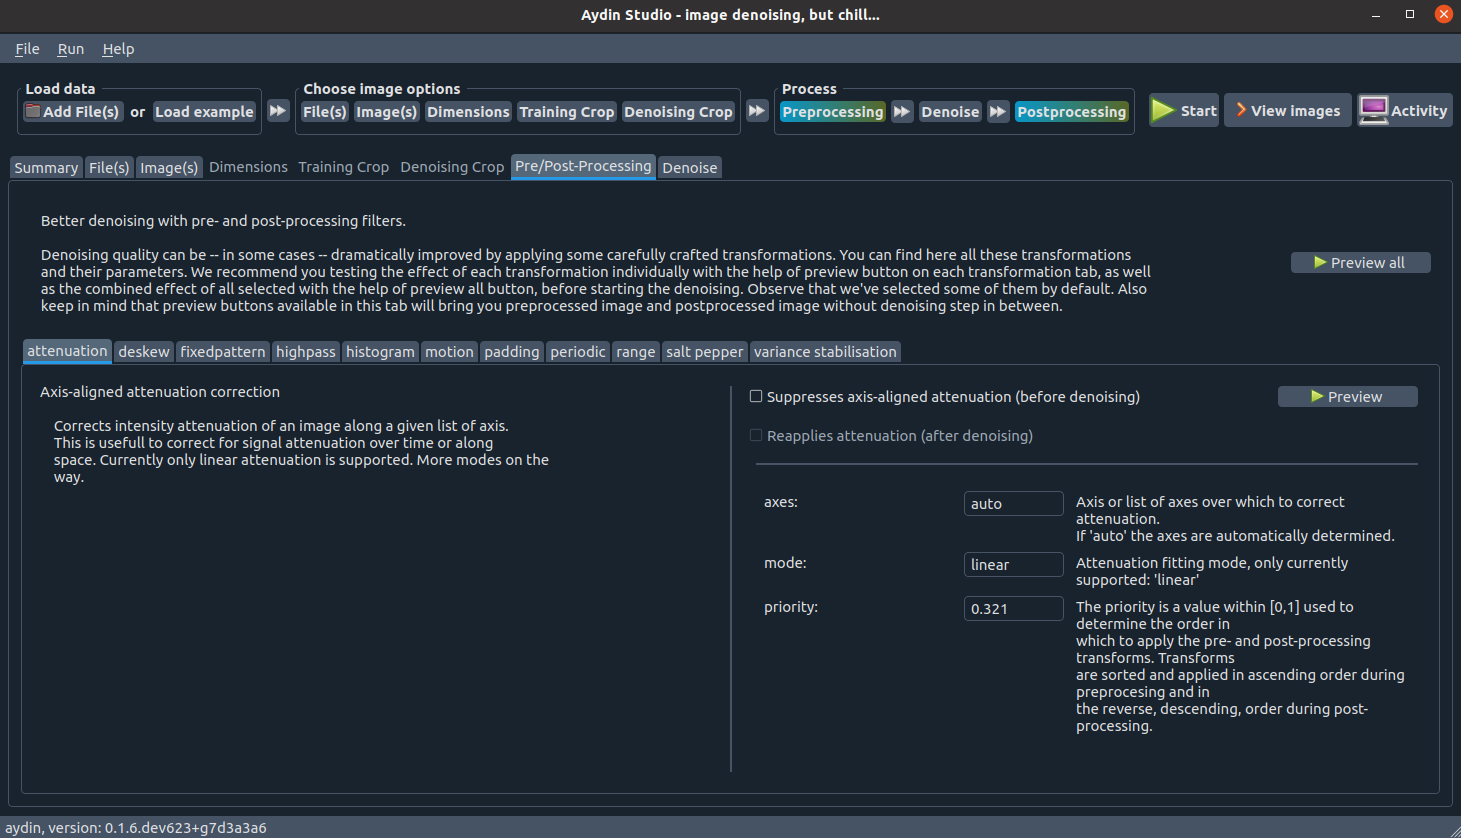 Aydin Studio - image denoising, but chill...
File Run Help
Load data Choose image options Process
Add File(s) or Load example File(s) Image(s) Dimensions Training Crop Denoising Crop Preprocessing Denoise Postprocessing Start View images Activity
Summary File(s) Image(s) Dimensions Training Crop Denoising Crop Pre/Post-Processing Denoise
Better denoising with pre- and post-processing filters.
Denoising quality can be -- in some cases -- dramatically improved by applying some carefully crafted transformations. You can find here all these transformations
and their parameters. We recommend you testing the effect of each transformation individually with the help of preview button on each transformation tab, as well
as the combined effect of all selected with the help of preview all button, before starting the denoising. Observe that we've selected some of them by default. Also
keep in mind that preview buttons available in this tab will bring you preprocessed image and postprocessed image without denoising step in between.
Preview all
attenuation deskew fixedpattern highpass histogram motion padding periodic range salt pepper variance stabilisation
Axis-aligned attenuation correction
Corrects intensity attenuation of an image along a given list of axis.
This is usefull to correct for signal attenuation over time or along
space. Currently only linear attenuation is supported. More modes on the
way.
Suppresses axis-aligned attenuation (before denoising) Preview
Reapplies attenuation (after denoising)
axes: auto Axis or list of axes over which to correct
attenuation.
If 'auto' the axes are automatically determined.
mode: linear Attenuation fitting mode, only currently
supported: 'linear'
priority: 0.321 The priority is a value within [0,1] used to
determine the order in
which to apply the pre- and post-processing
transforms. Transforms
are sorted and applied in ascending order during
preprocesing and in
the reverse, descending, order during post-
processing.
aydin, version: 0.1.6.dev623+g7d3a3a6